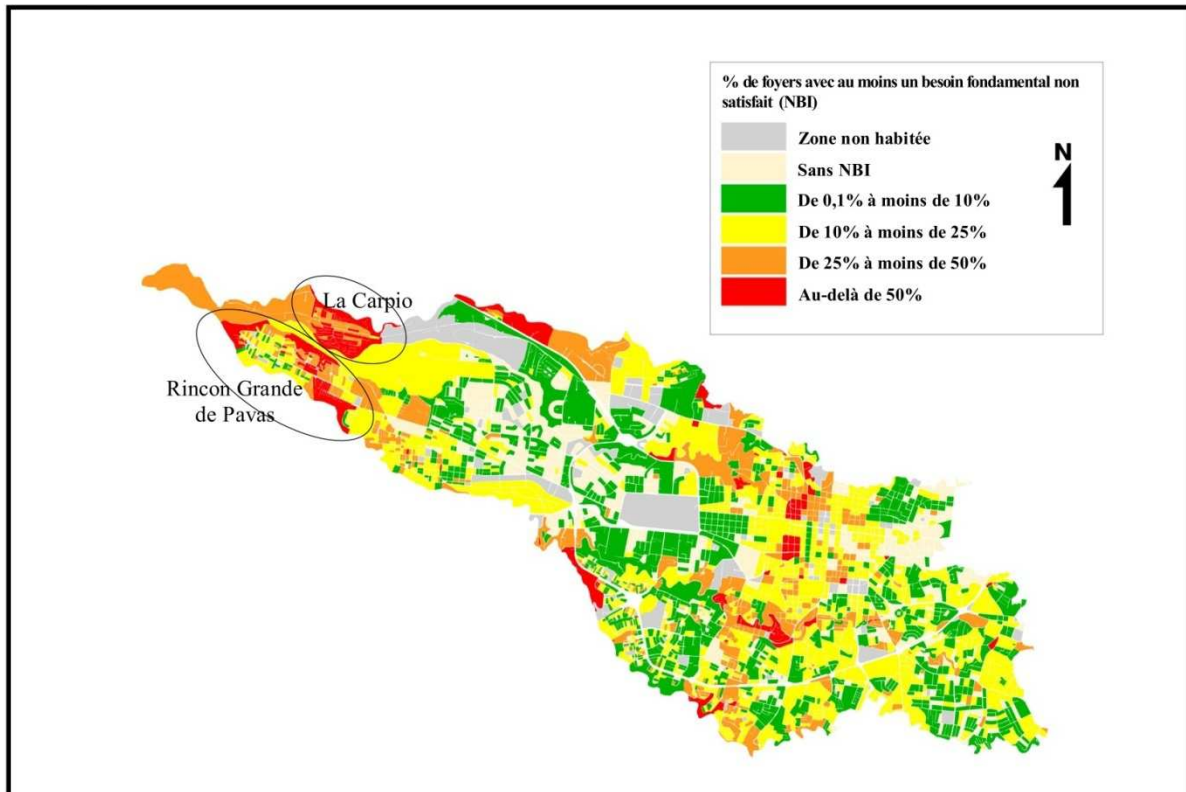 % de foyers avec au moins un besoin fondamental non
satisfait (NBI)
Zone non habitée
Sans NBI
De 0,1% à moins de 10%
De 10% à moins de 25%
De 25% à moins de 50%
Au-delà de 50%
N
La Carpio
Rincon Grande
de Pavas